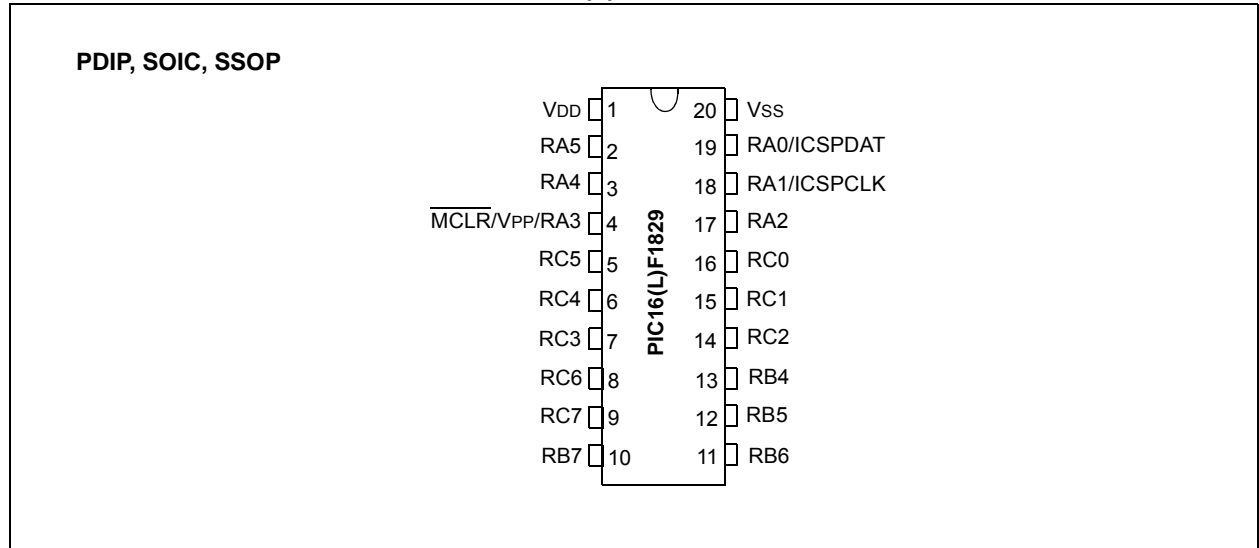 PDIP, SOIC, SSOP
VDD 1 20 VSS
RA5 2 19 RA0/ICSPDAT
RA4 3 18 RA1/ICSPCLK
MCLR/VPP/RA3 4 17 RA2
RC5 5 16 RC0
RC4 6 15 RC1
RC3 7 14 RC2
RC6 8 13 RB4
RC7 9 12 RB5
RB7 10 11 RB6
PIC16(L)F1829